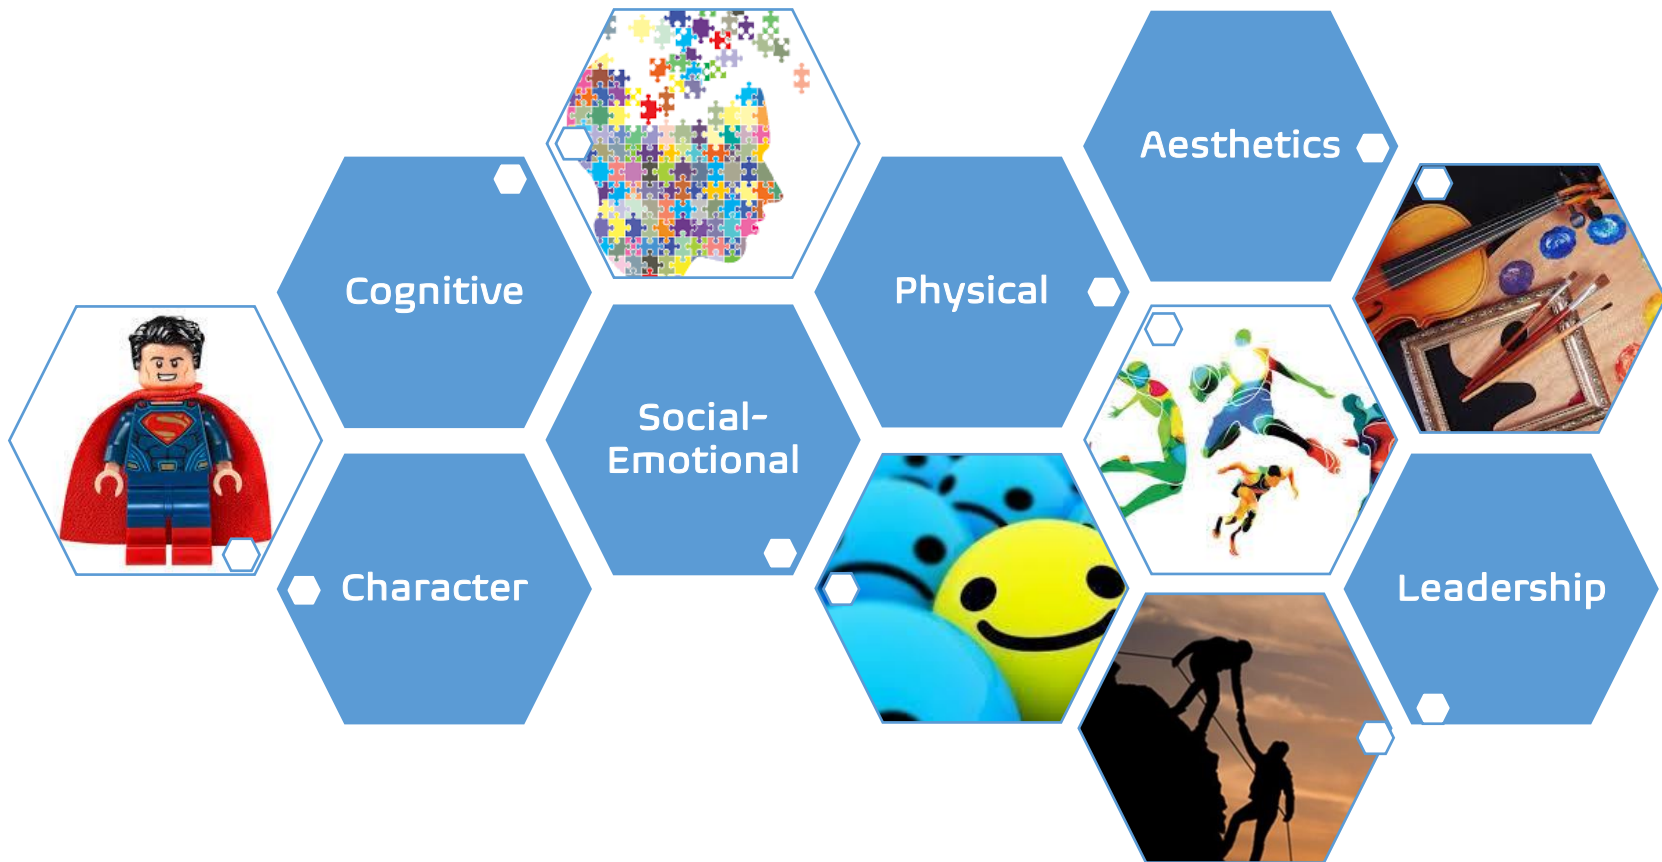 Aesthetics
Cognitive
Physical
Social-
Emotional
Character
Leadership